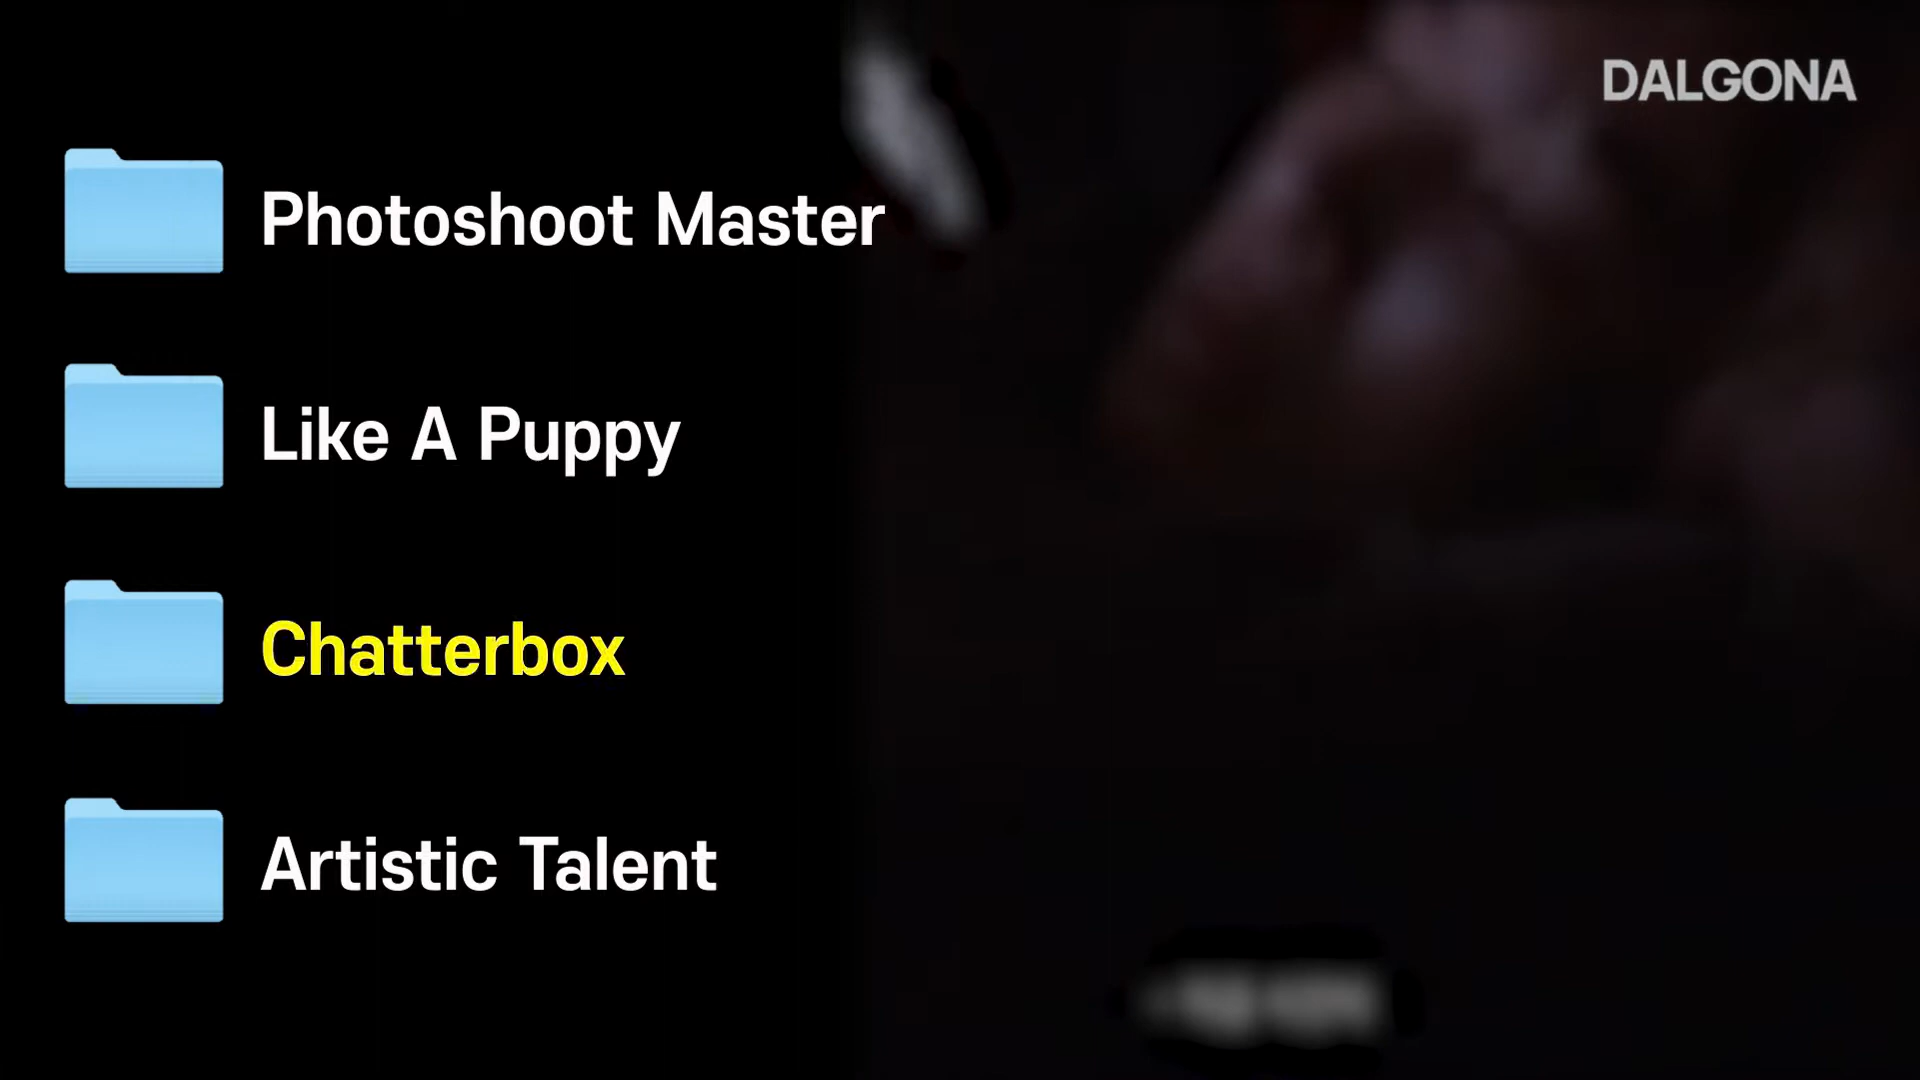 DALGONA
Photoshoot Master
Like A Puppy
Chatterbox
Artistic Talent